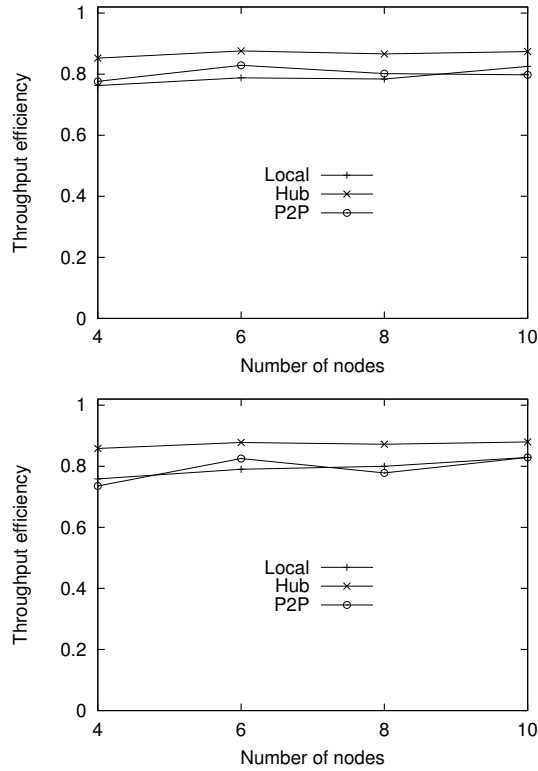 1
0.8
0.6
0.4
0.2
0
4
6
8
10
Throughput efficiency
Number of nodes
Local
Hub
P2P
1
0.8
0.6
0.4
0.2
0
4
6
8
10
Throughput efficiency
Number of nodes
Local
Hub
P2P